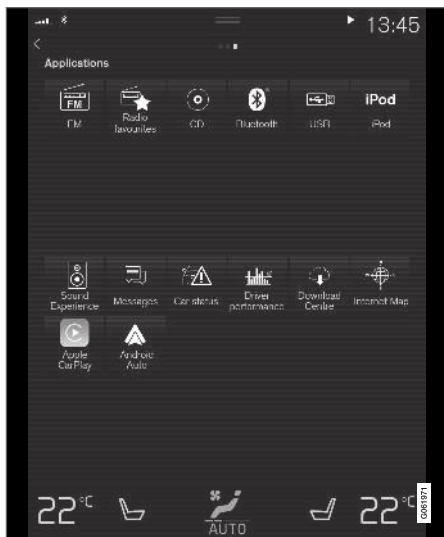 13:45
Applications
FM
iPod
FM
Radio
favourites
CD
Bluetooth
USB
iPod
Sound
Experience
Messages
Car status
Driver
performance
Download
Centre
Internet Map
Apple
CarPlay
Android
Auto
22°C
AUTO
22°C
G061971